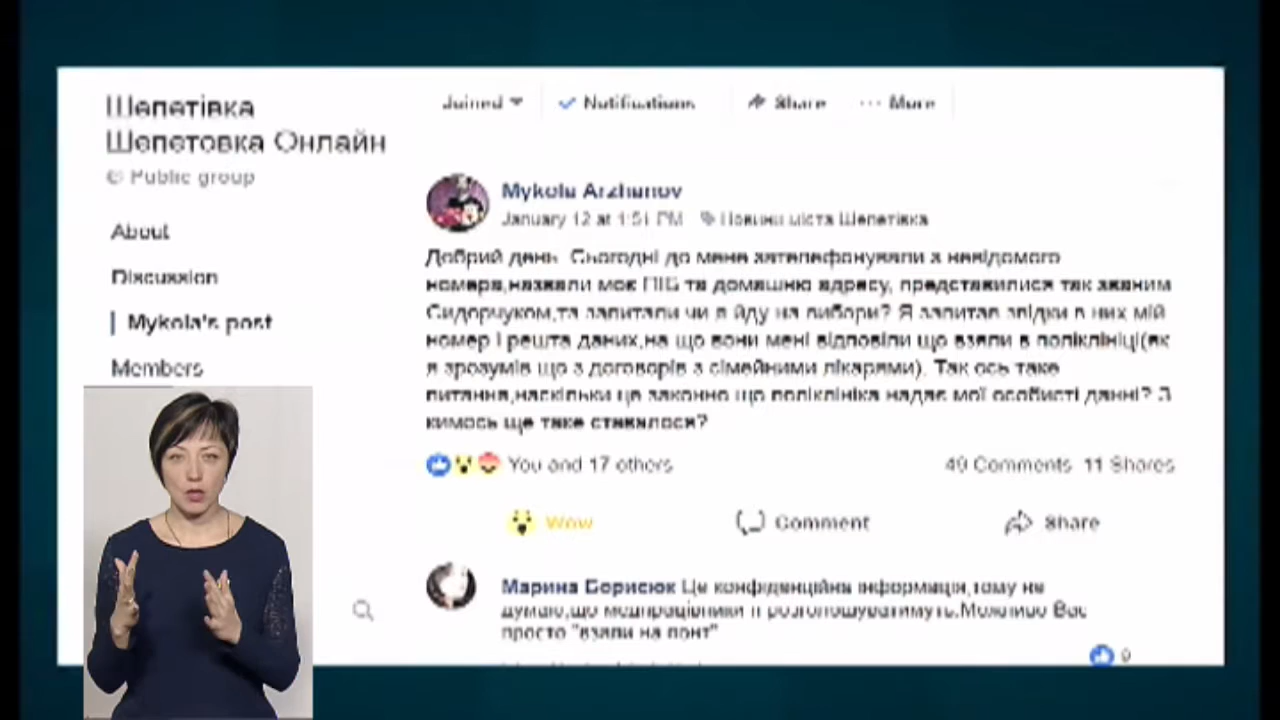 Шепетівка
Шепетовка Онлайн
Public group
About
Discussion
Mykola's post
Members
Joined
Notifications
Share
More
Mykola Arzhanov
January 12 at 1:51 PM Новини міста Шепетівка
Добрий день. Сьогодні до мене зателефонували з невідомого
номера,назвали моє ПІБ та домашню адресу, представилися так званим
Сидорчуком,та запитали чи я йду на вибори? Я запитав звідки в них мій
номер і решта даних,на що вони мені відповіли що взяли в поліклініці(як
я зрозумів що з договорів з сімейними лікарями). Так ось таке
питання,наскільки це законно що поліклініка надає мої особисті данні? З
кимось ще таке ставалося?
You and 17 others
49 Comments 11 Shares
Wow
Comment
Share
Марина Борисюк Це конфіденційна інформація,тому не
думаю,що медпрацівники її розголошуватимуть.Можливо Вас
просто "взяли на понт"
9